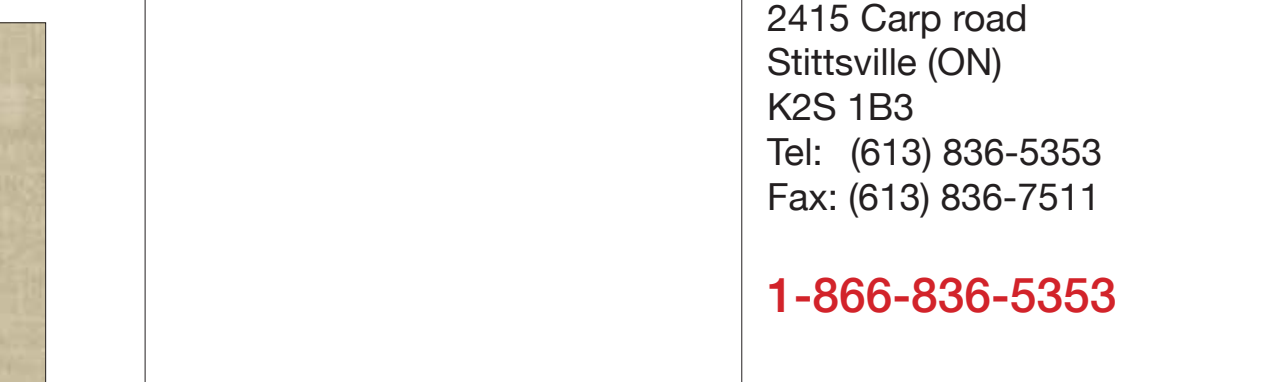 2415 Carp road
Stittsville (ON)
K2S 1B3
Tel: (613) 836-5353
Fax: (613) 836-7511
1-866-836-5353